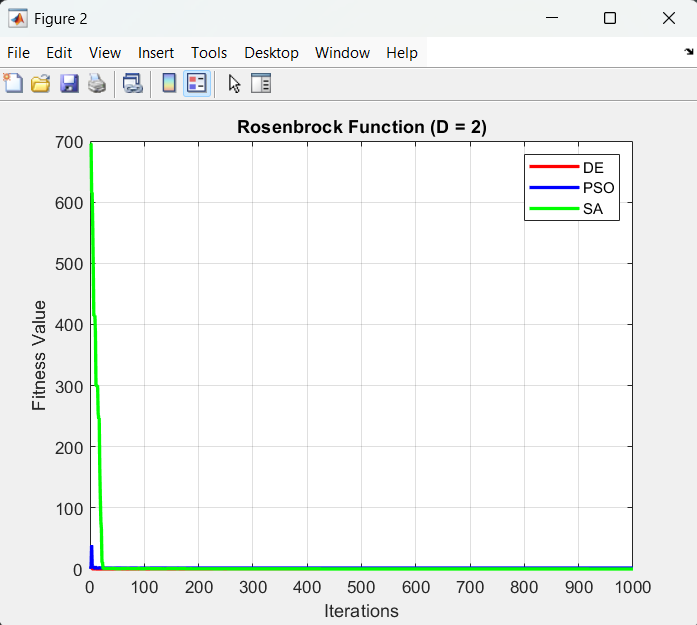 Figure 2
File Edit View Insert Tools Desktop Window Help
Rosenbrock Function (D = 2)
700
600
500
400
300
200
100
0
Fitness Value
DE
PSO
SA
0 100 200 300 400 500 600 700 800 900 1000
Iterations